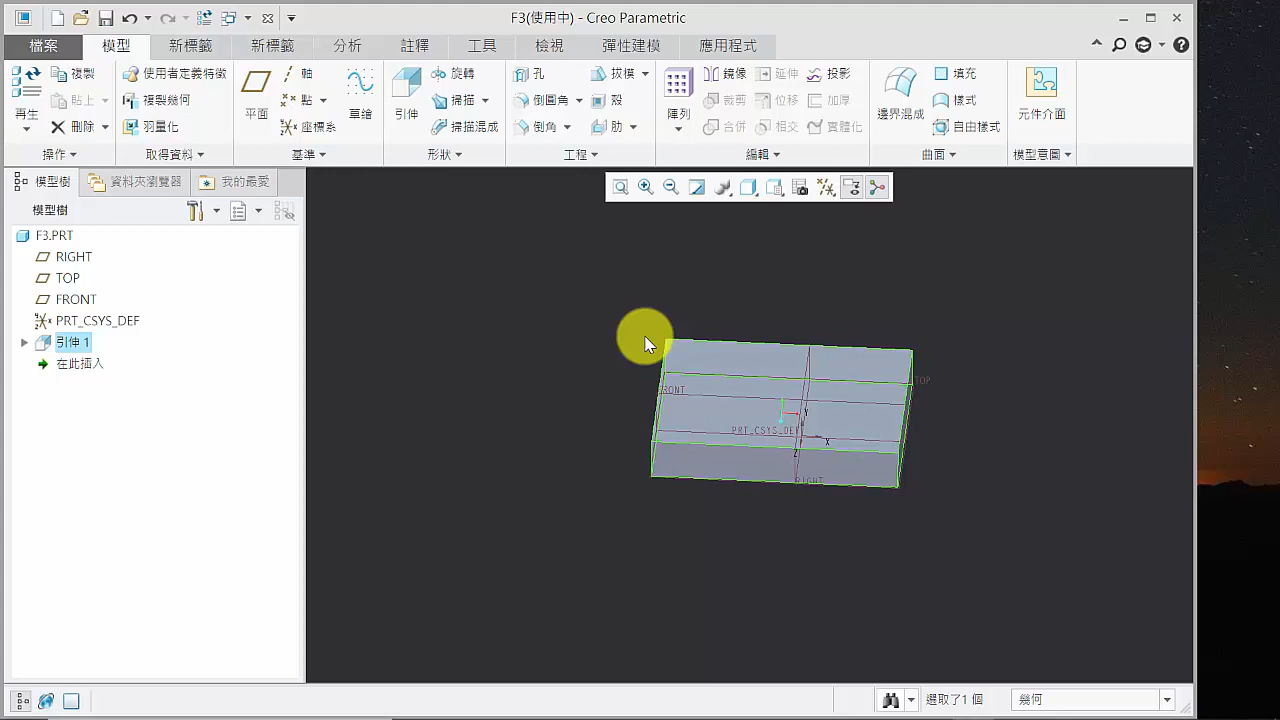 F3(使用中) - Creo Parametric
檔案 模型 新標籤 新標籤 分析 註釋 工具 檢視 彈性建模 應用程式
再生 複製 貼上 刪除
使用者定義特徵 複製幾何 羽量化
平面 軸 點 座標系 草繪
引伸 旋轉 掃描 掃描混成
孔 倒圓角 倒角 拔模 殼 肋
陣列 鏡像 裁剪 合併 延伸 位移 相交 投影 加厚 實體化
邊界混成 填充 樣式 自由樣式
元件介面
操作 取得資料 基準 形狀 工程 編輯 曲面 模型意圖
模型樹 資料夾瀏覽器 我的最愛
模型樹
F3.PRT
RIGHT
TOP
FRONT
PRT_CSYS_DEF
引伸 1
在此插入
TOP
FRONT
Y
PRT_CSYS_DEF
X
Z
RIGHT
選取了1 個 幾何